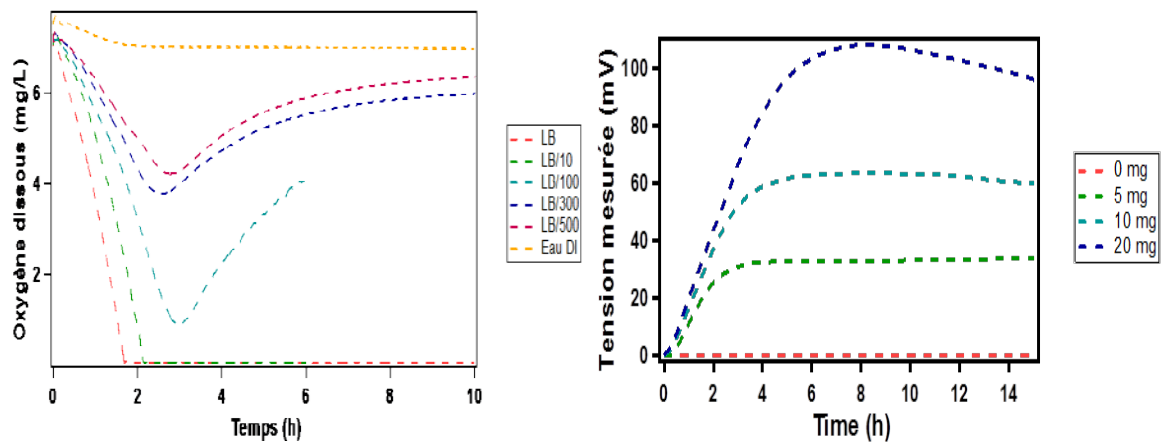 Oxygène dissous (mg/L)
6
4
2
0
2
4
6
8
10
Temps (h)
LB
LB/10
LD/100
LB/300
LB/500
Eau DI
Tension mesurée (mV)
100
80
60
40
20
0
0
2
4
6
8
10
12
14
Time (h)
0 mg
5 mg
10 mg
20 mg